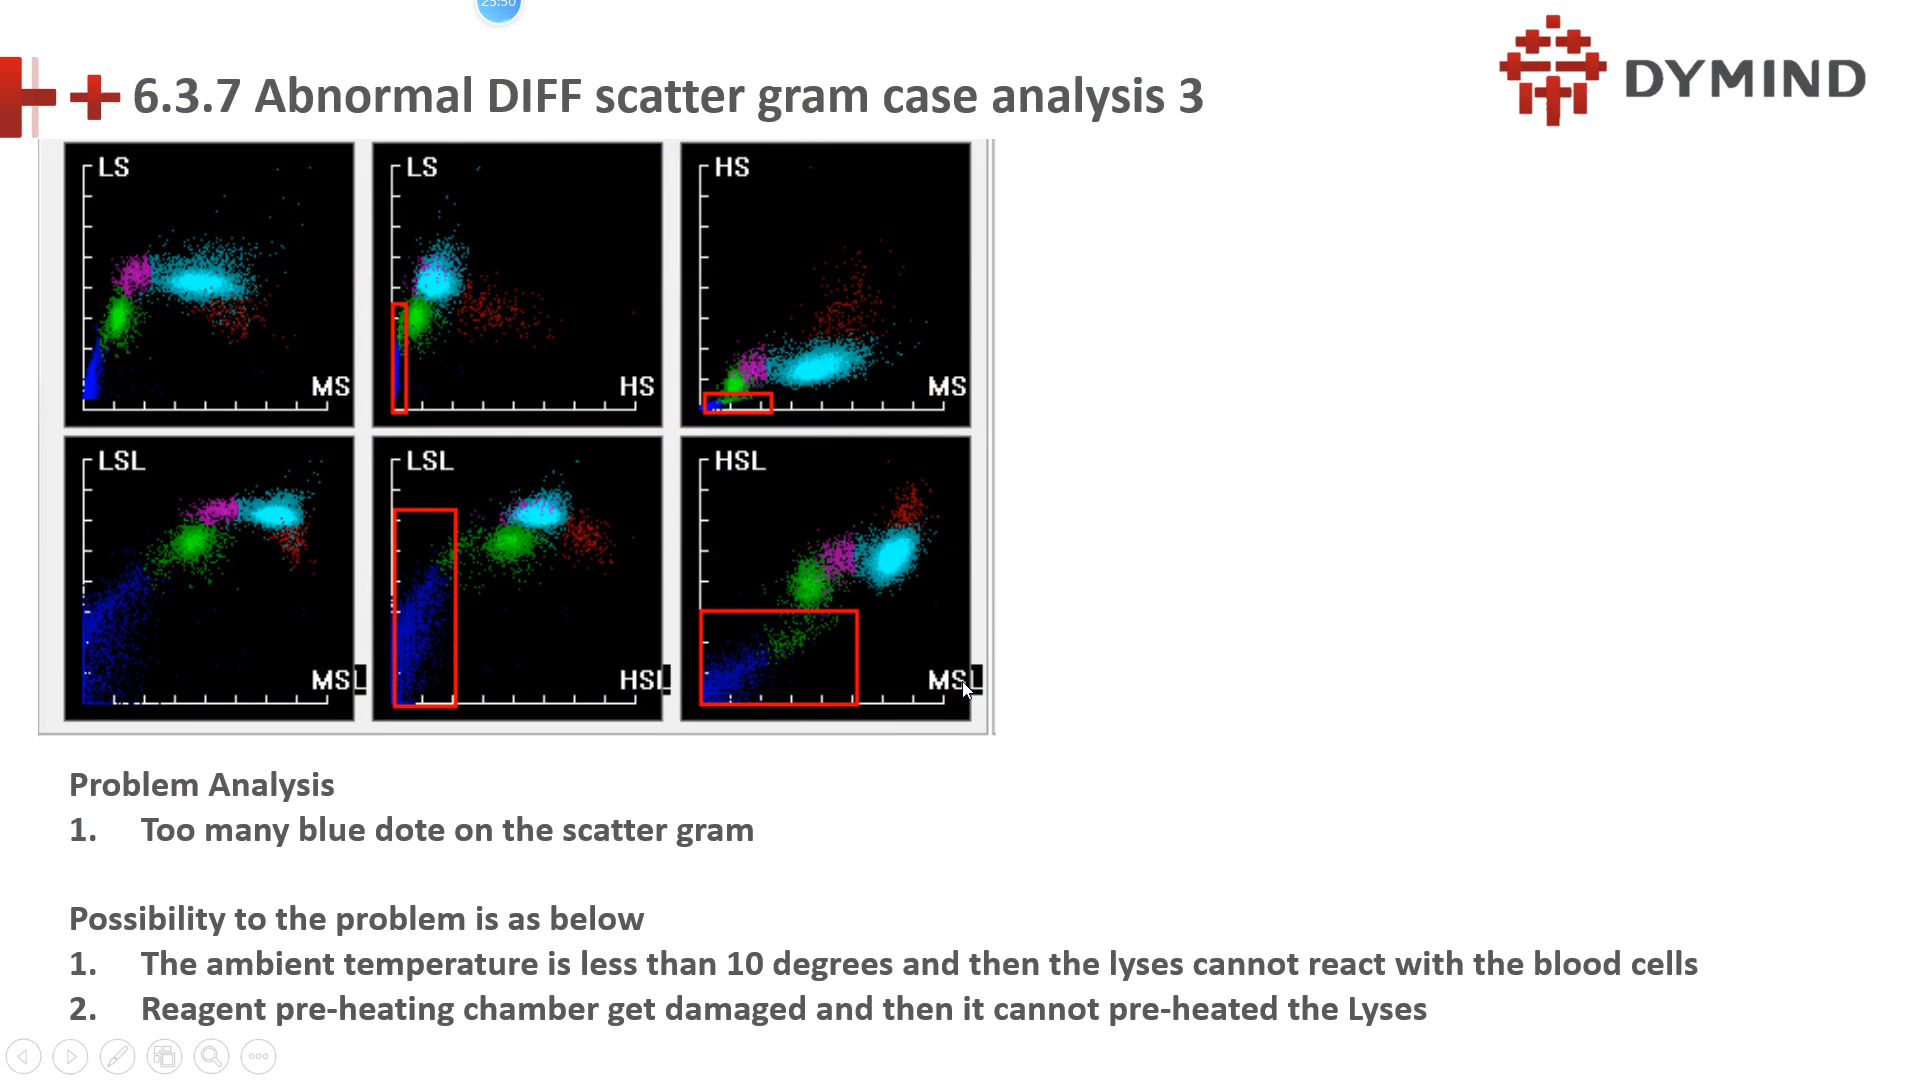 23:50
6.3.7 Abnormal DIFF scatter gram case analysis 3
DYMIND
LS
MS
LS
HS
HS
MS
LSL
MSL
LSL
HSL
HSL
MSL
Problem Analysis
1. Too many blue dote on the scatter gram
Possibility to the problem is as below
1. The ambient temperature is less than 10 degrees and then the lyses cannot react with the blood cells
2. Reagent pre-heating chamber get damaged and then it cannot pre-heated the Lyses